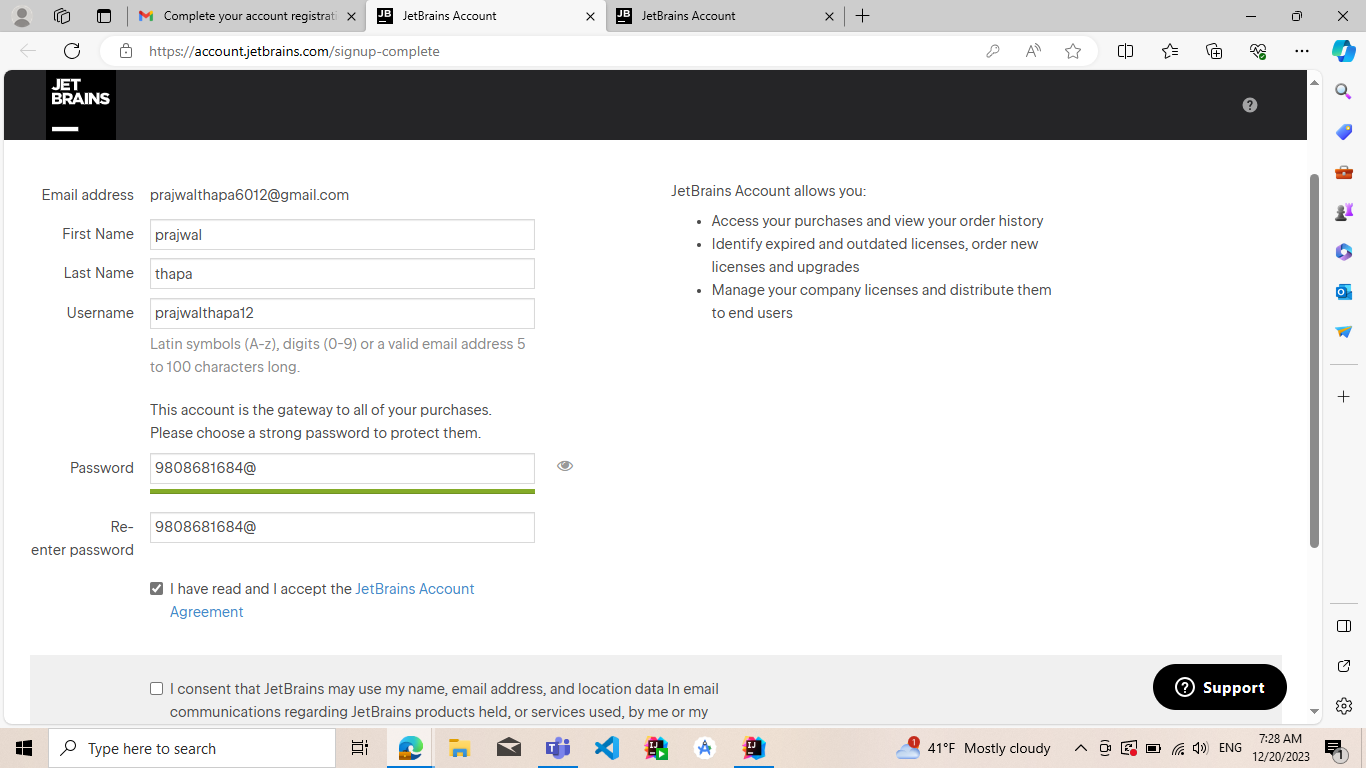 Complete your account registrati
JetBrains Account
JetBrains Account
https://account.jetbrains.com/signup-complete
JET
BRAINS
Email address prajwalthapa6012@gmail.com
First Name prajwal
Last Name thapa
Username prajwalthapa12
Latin symbols (A-z), digits (0-9) or a valid email address 5
to 100 characters long.
This account is the gateway to all of your purchases.
Please choose a strong password to protect them.
Password 9808681684@
Re-
enter password 9808681684@
I have read and I accept the JetBrains Account
Agreement
JetBrains Account allows you:
Access your purchases and view your order history
Identify expired and outdated licenses, order new
licenses and upgrades
Manage your company licenses and distribute them
to end users
I consent that JetBrains may use my name, email address, and location data In email
communications regarding JetBrains products held, or services used, by me or my
Support
Type here to search
41°F Mostly cloudy
ENG
7:28 AM
12/20/2023